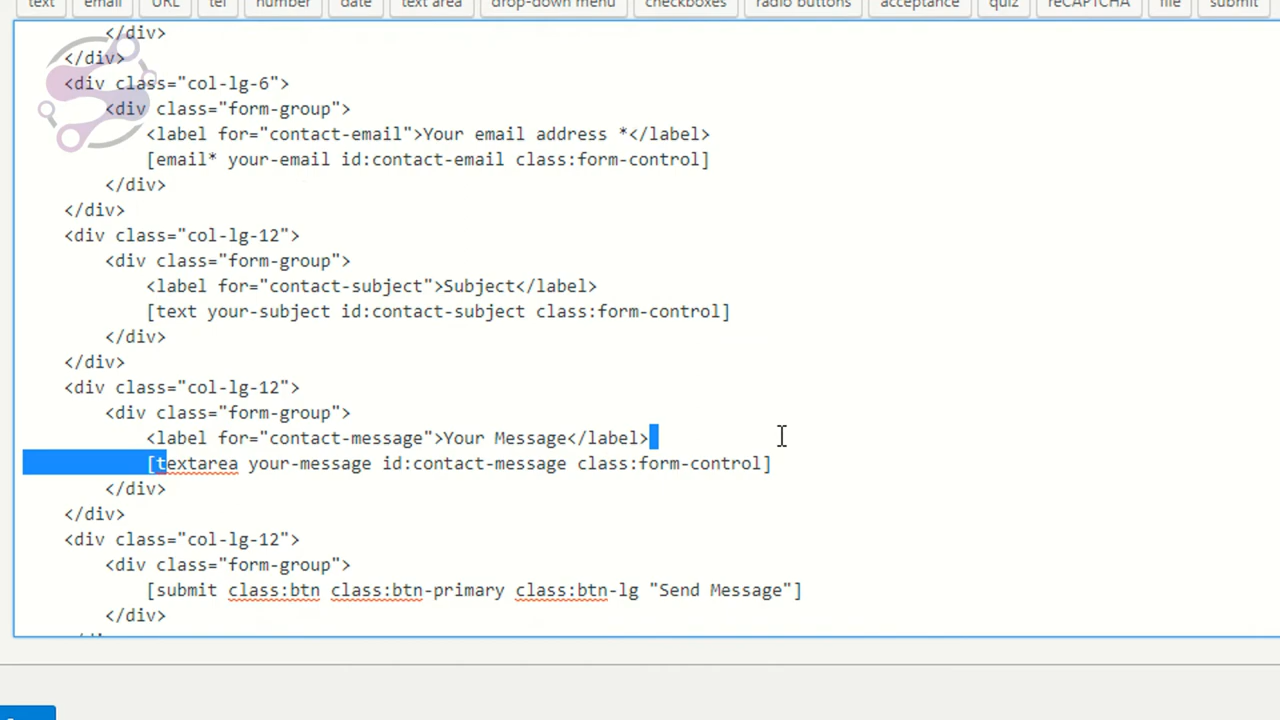 text email URL tel number date text area drop-down menu checkboxes radio buttons acceptance quiz reCAPTCHA file submit
</div>
</div>
<div class="col-lg-6">
<div class="form-group">
<label for="contact-email">Your email address *</label>
[email* your-email id:contact-email class:form-control]
</div>
</div>
<div class="col-lg-12">
<div class="form-group">
<label for="contact-subject">Subject</label>
[text your-subject id:contact-subject class:form-control]
</div>
</div>
<div class="col-lg-12">
<div class="form-group">
<label for="contact-message">Your Message</label>
[textarea your-message id:contact-message class:form-control]
</div>
</div>
<div class="col-lg-12">
<div class="form-group">
[submit class:btn class:btn-primary class:btn-lg "Send Message"]
</div>